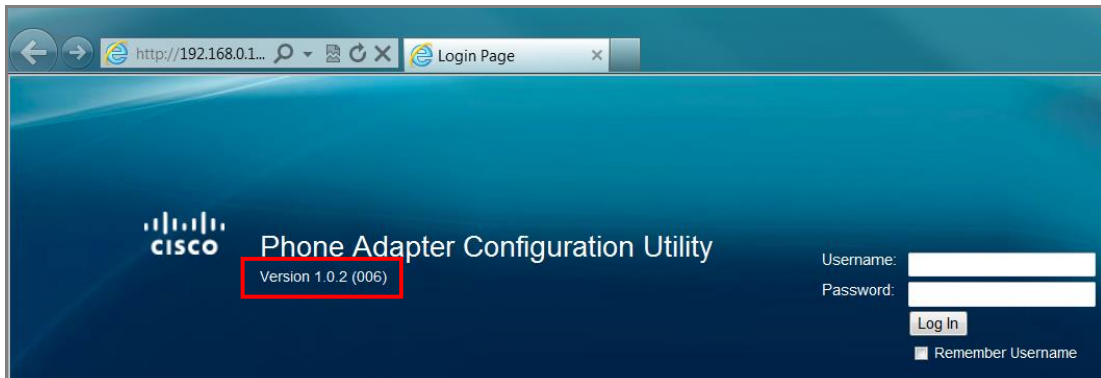 http://192.168.0.1... Login Page
CISCO
Phone Adapter Configuration Utility
Version 1.0.2 (006)
Username:
Password:
Log In
Remember Username